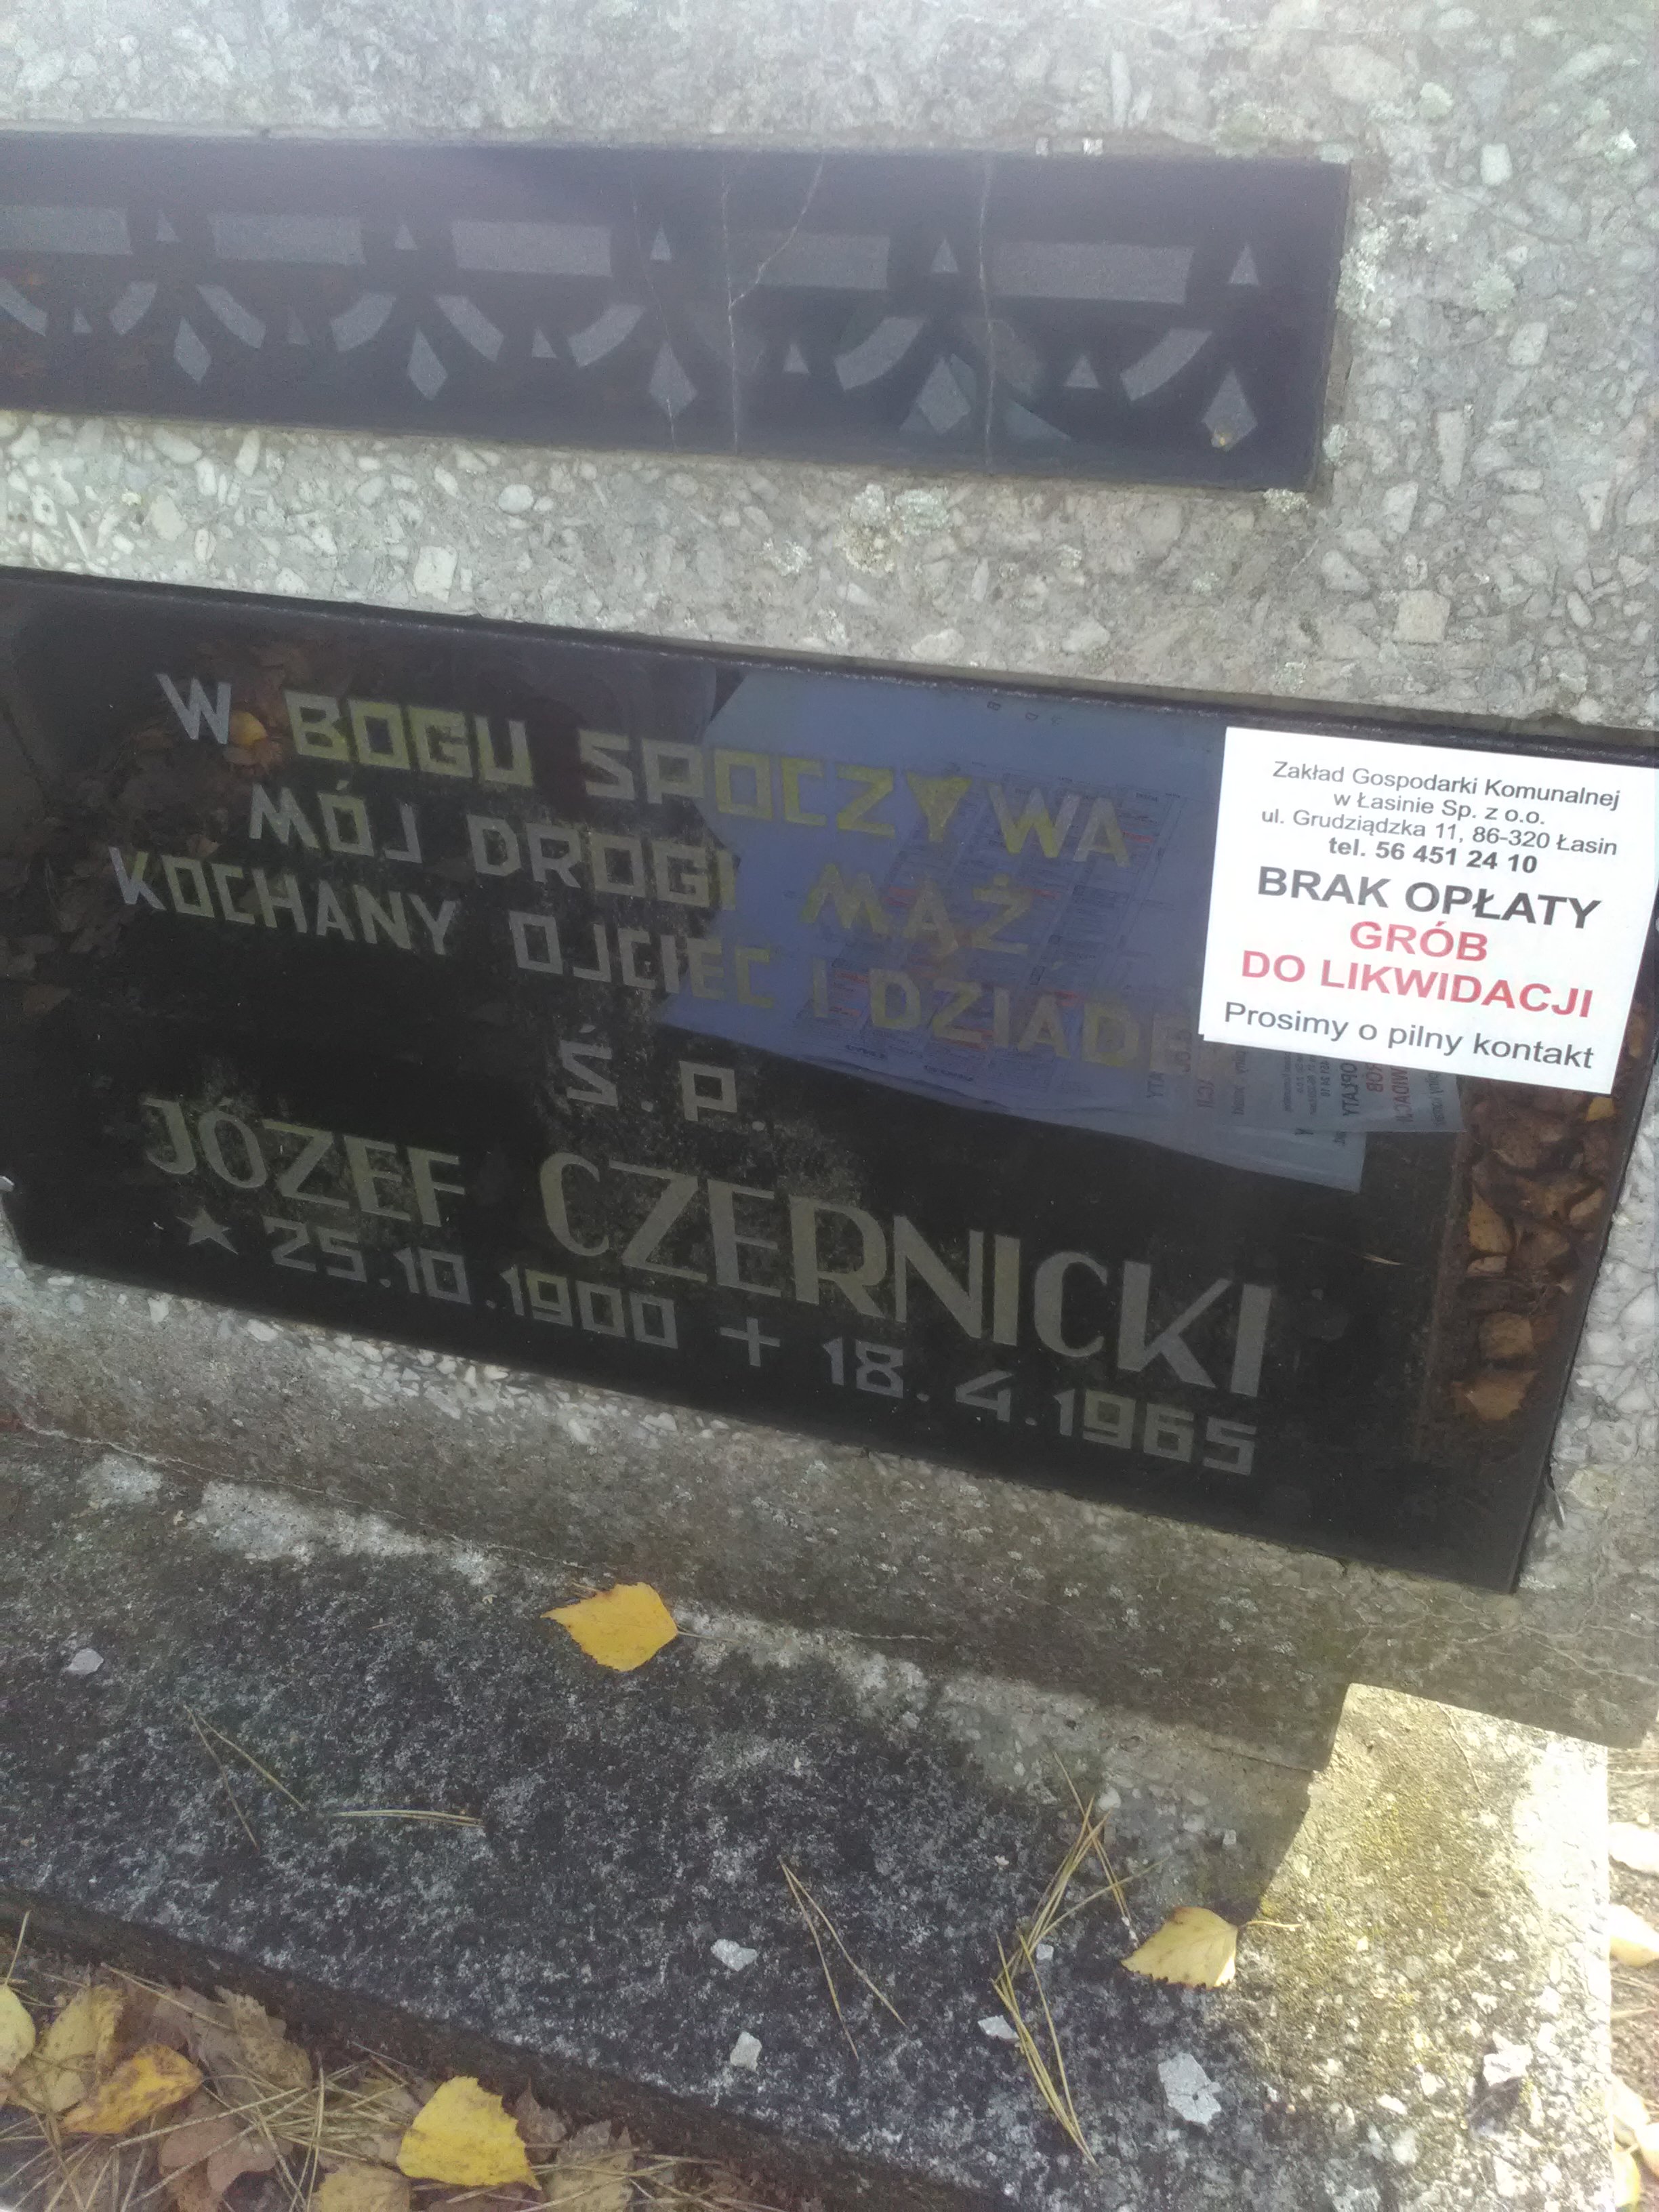 W BOGU SPOCZYWA
MÓJ DROGI MĄŻ
KOCHANY OJCIEC I DZIADE
Ś.P.
JÓZEF CZERNICKI
★ 25.10.1900 + 18.4.1965
Zakład Gospodarki Komunalnej
w Łasinie Sp. z o.o.
ul. Grudziądzka 11, 86-320 Łasin
tel. 56 451 24 10
BRAK OPŁATY
GRÓB
DO LIKWIDACJI
Prosimy o pilny kontakt